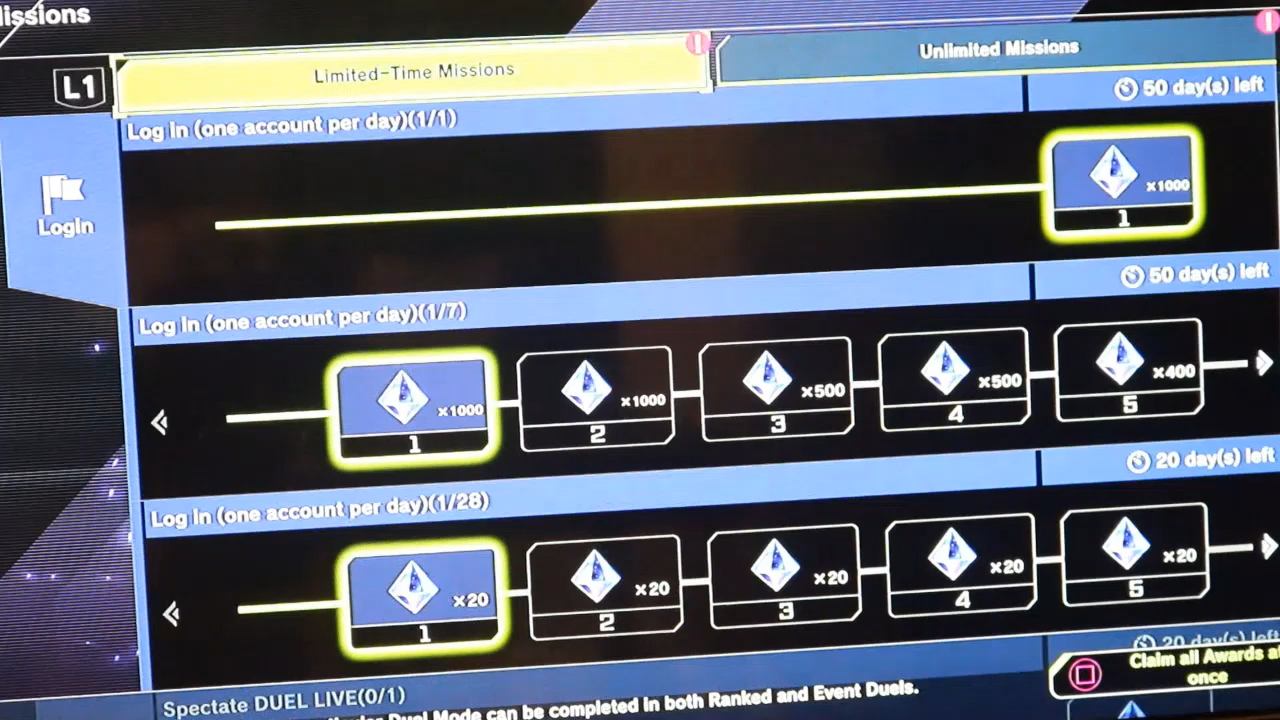 Missions
L1
Limited-Time Missions
Unlimited Missions
Login
Log In (one account per day)(1/1)
50 day(s) left
×1000
1
Log In (one account per day)(1/7)
50 day(s) left
×1000
×1000
×500
×500
×400
1
2
3
4
5
Log In (one account per day)(1/28)
20 day(s) left
×20
×20
×20
×20
×20
1
2
3
4
5
20 day(s) left
Spectate DUEL LIVE(0/1)
Claim all Awards at
once
Duel Mode can be completed in both Ranked and Event Duels.